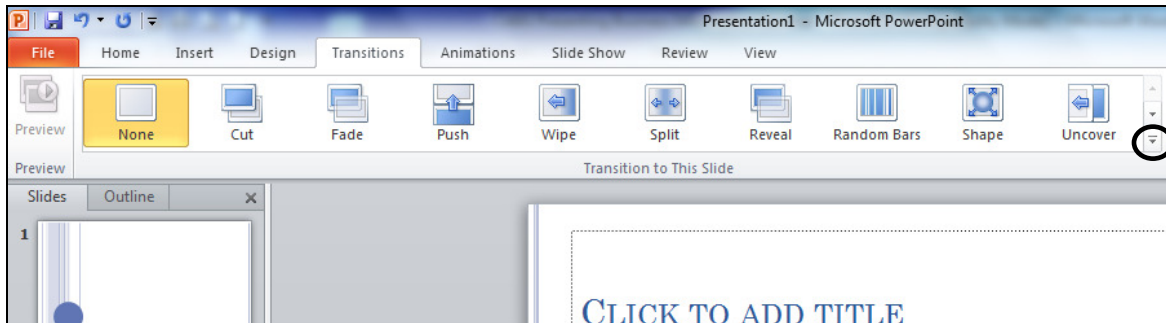 Presentation1 - Microsoft PowerPoint
File Home Insert Design Transitions Animations Slide Show Review View
Preview None Cut Fade Push Wipe Split Reveal Random Bars Shape Uncover
Preview Transition to This Slide
Slides Outline
1
CLICK TO ADD TITLE